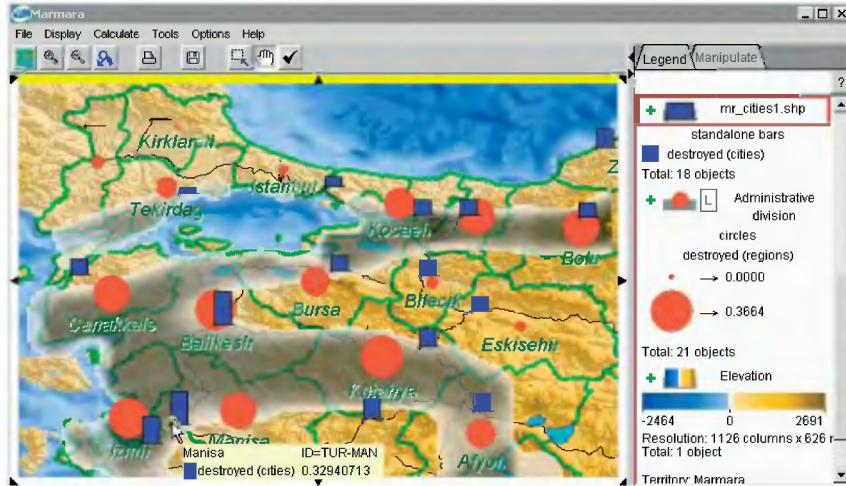 Marmara
File Display Calculate Tools Options Help
Legend Manipulate
?
Kirklareli
Istanbul
Tekirdag
Kocaeli
Z
Bolu
Canakkale
Bursa
Bilecik
Balikesir
Eskisehir
Kutahya
Izmir
Manisa
Afyon
Manisa ID=TUR-MAN
destroyed (cities) 0.32940713
mr_cities1.shp
standalone bars
destroyed (cities)
Total: 18 objects
L Administrative
division
circles
destroyed (regions)
→ 0.0000
→ 0.3664
Total: 21 objects
Elevation
-2464 0 2691
Resolution: 1126 columns x 626 r
Total: 1 object
Territory: Marmara